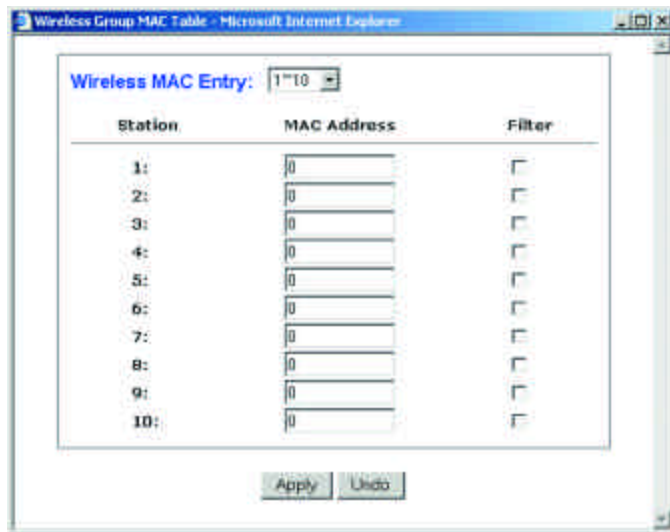 Wireless Group MAC Table - Microsoft Internet Explorer
Wireless MAC Entry: 1~10
Station MAC Address Filter
1: 0
2: 0
3: 0
4: 0
5: 0
6: 0
7: 0
8: 0
9: 0
10: 0
Apply Undo